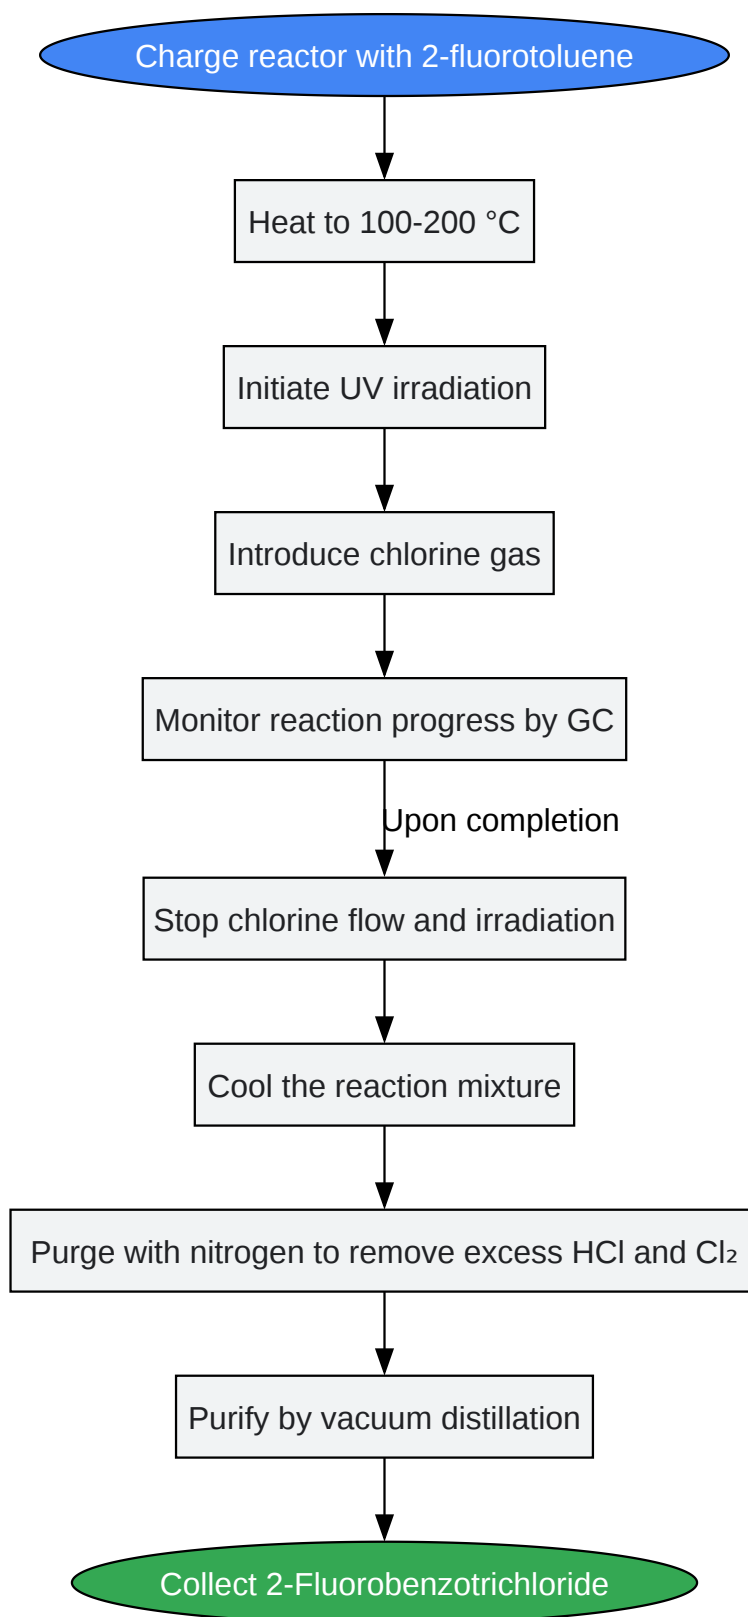 Charge reactor with 2-fluorotoluene
Heat to 100-200 °C
Initiate UV irradiation
Introduce chlorine gas
Monitor reaction progress by GC
Upon completion
Stop chlorine flow and irradiation
Cool the reaction mixture
Purge with nitrogen to remove excess HCl and Cl₂
Purify by vacuum distillation
Collect 2-Fluorobenzotrichloride